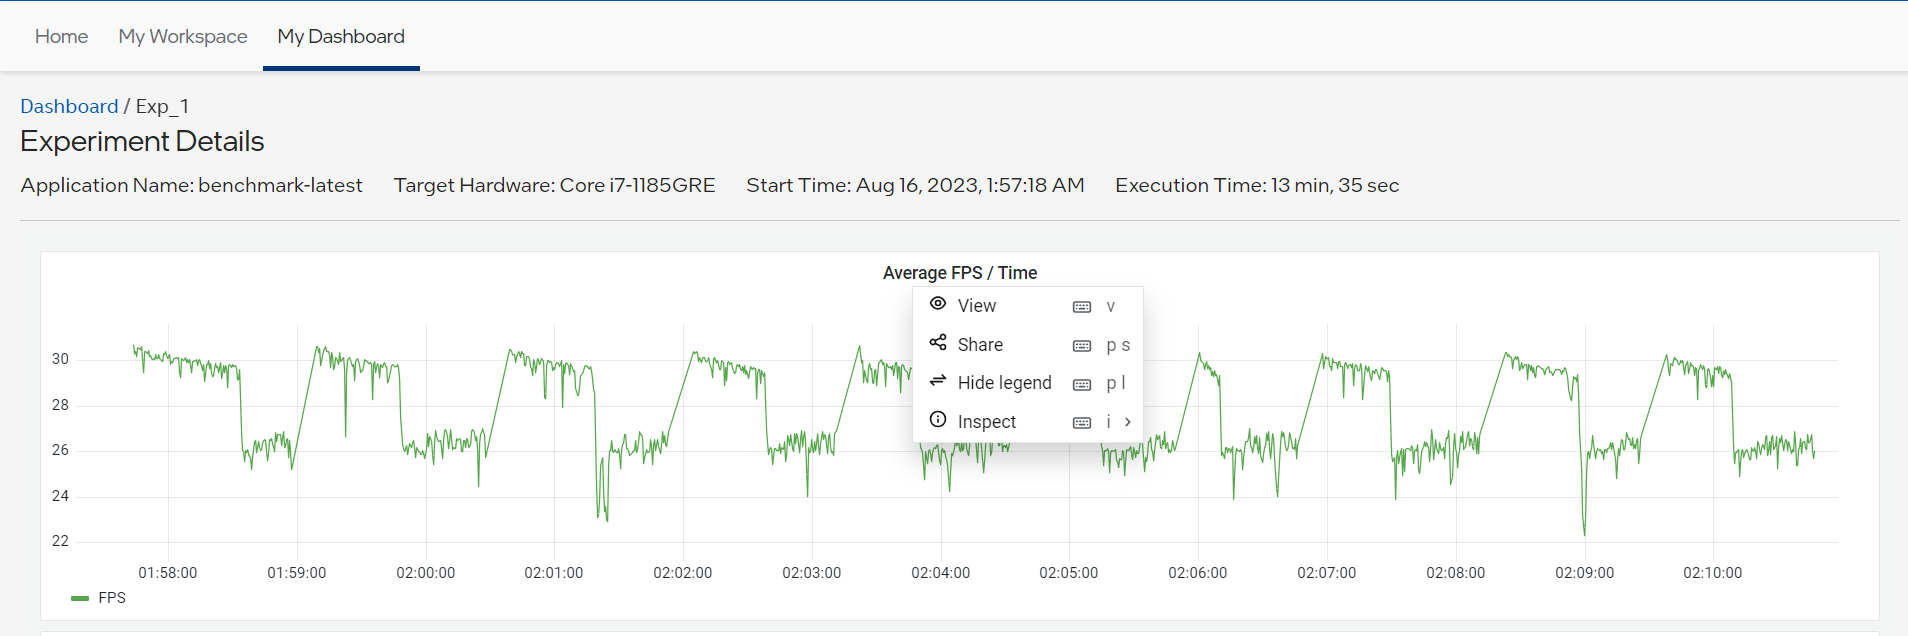 Home My Workspace My Dashboard
Dashboard / Exp_1
Experiment Details
Application Name: benchmark-latest Target Hardware: Core i7-1185GRE Start Time: Aug 16, 2023, 1:57:18 AM Execution Time: 13 min, 35 sec
Average FPS / Time
View v
Share p s
Hide legend p l
Inspect i
30
28
26
24
22
01:58:00 01:59:00 02:00:00 02:01:00 02:02:00 02:03:00 02:04:00 02:05:00 02:06:00 02:07:00 02:08:00 02:09:00 02:10:00
FPS